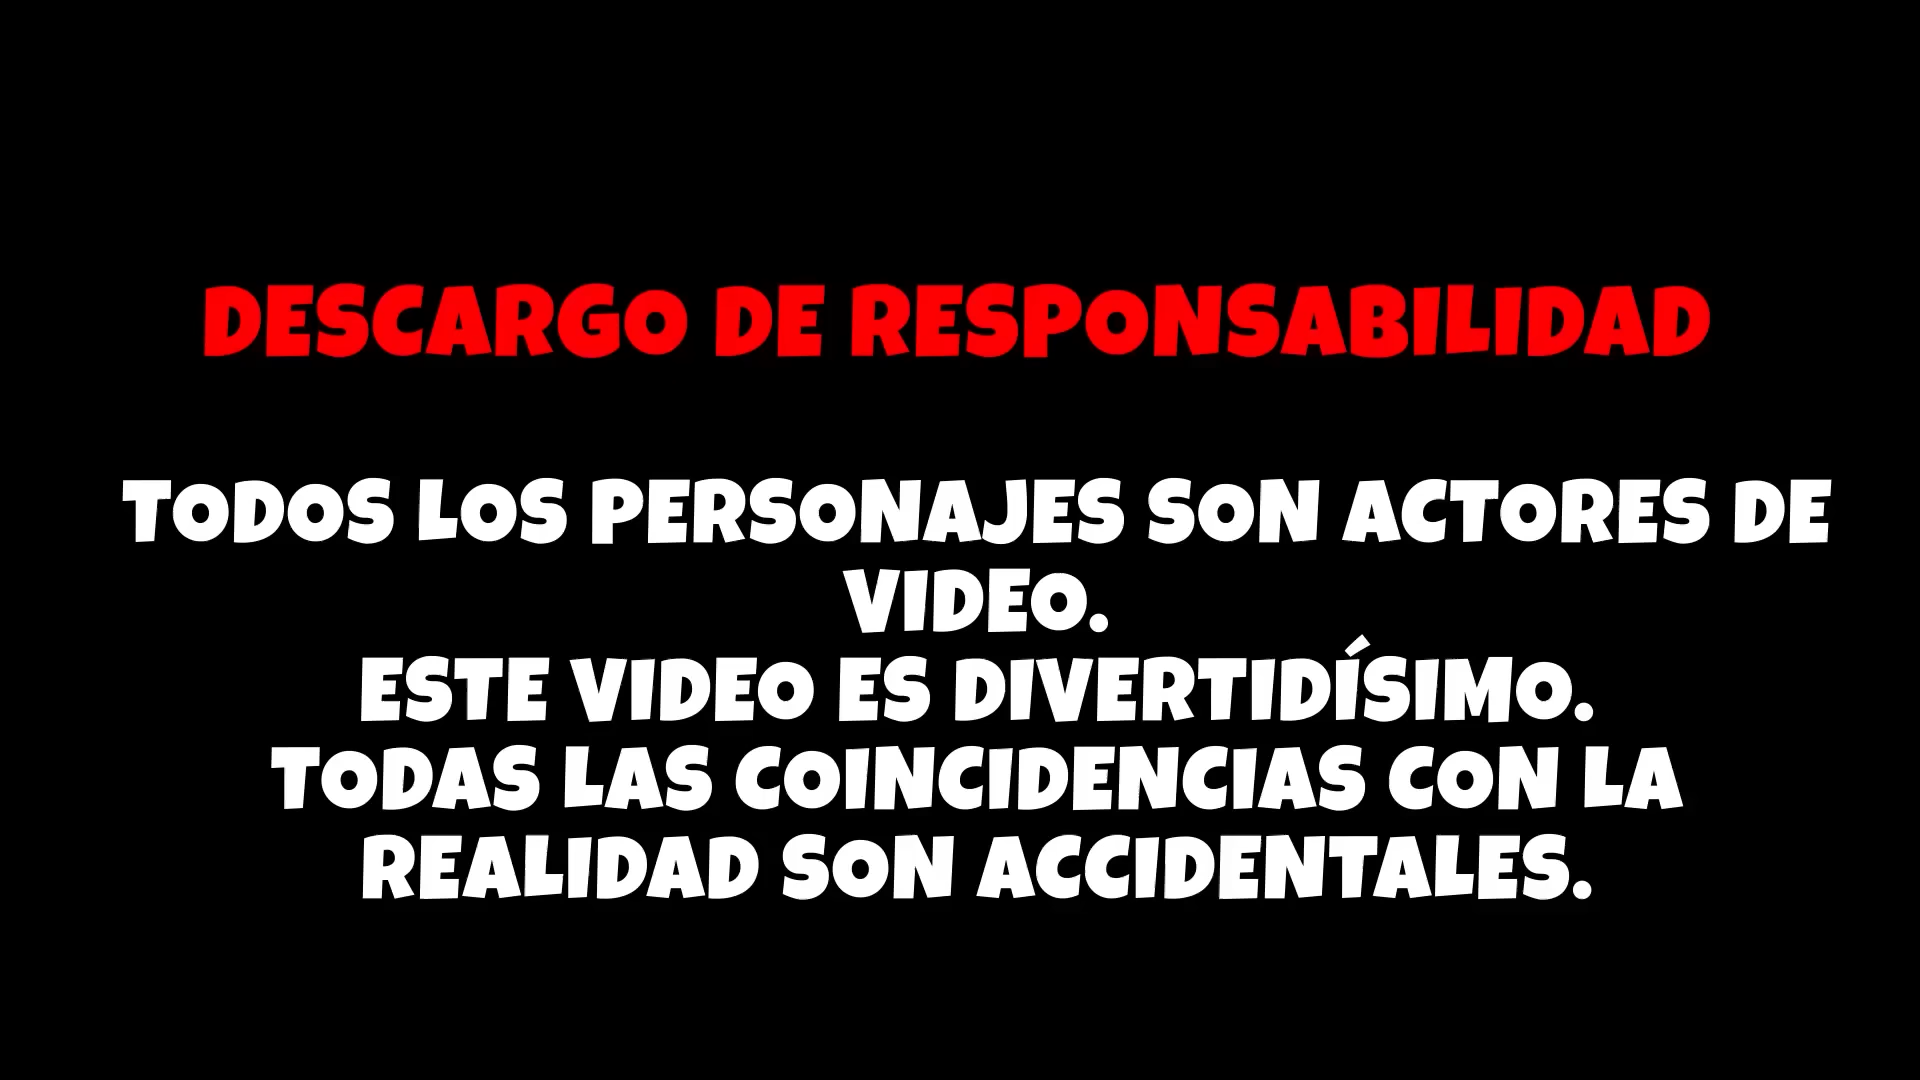 DESCARGO DE RESPONSABILIDAD
TODOS LOS PERSONAJES SON ACTORES DE
VIDEO.
ESTE VIDEO ES DIVERTIDÍSIMO.
TODAS LAS COINCIDENCIAS CON LA
REALIDAD SON ACCIDENTALES.